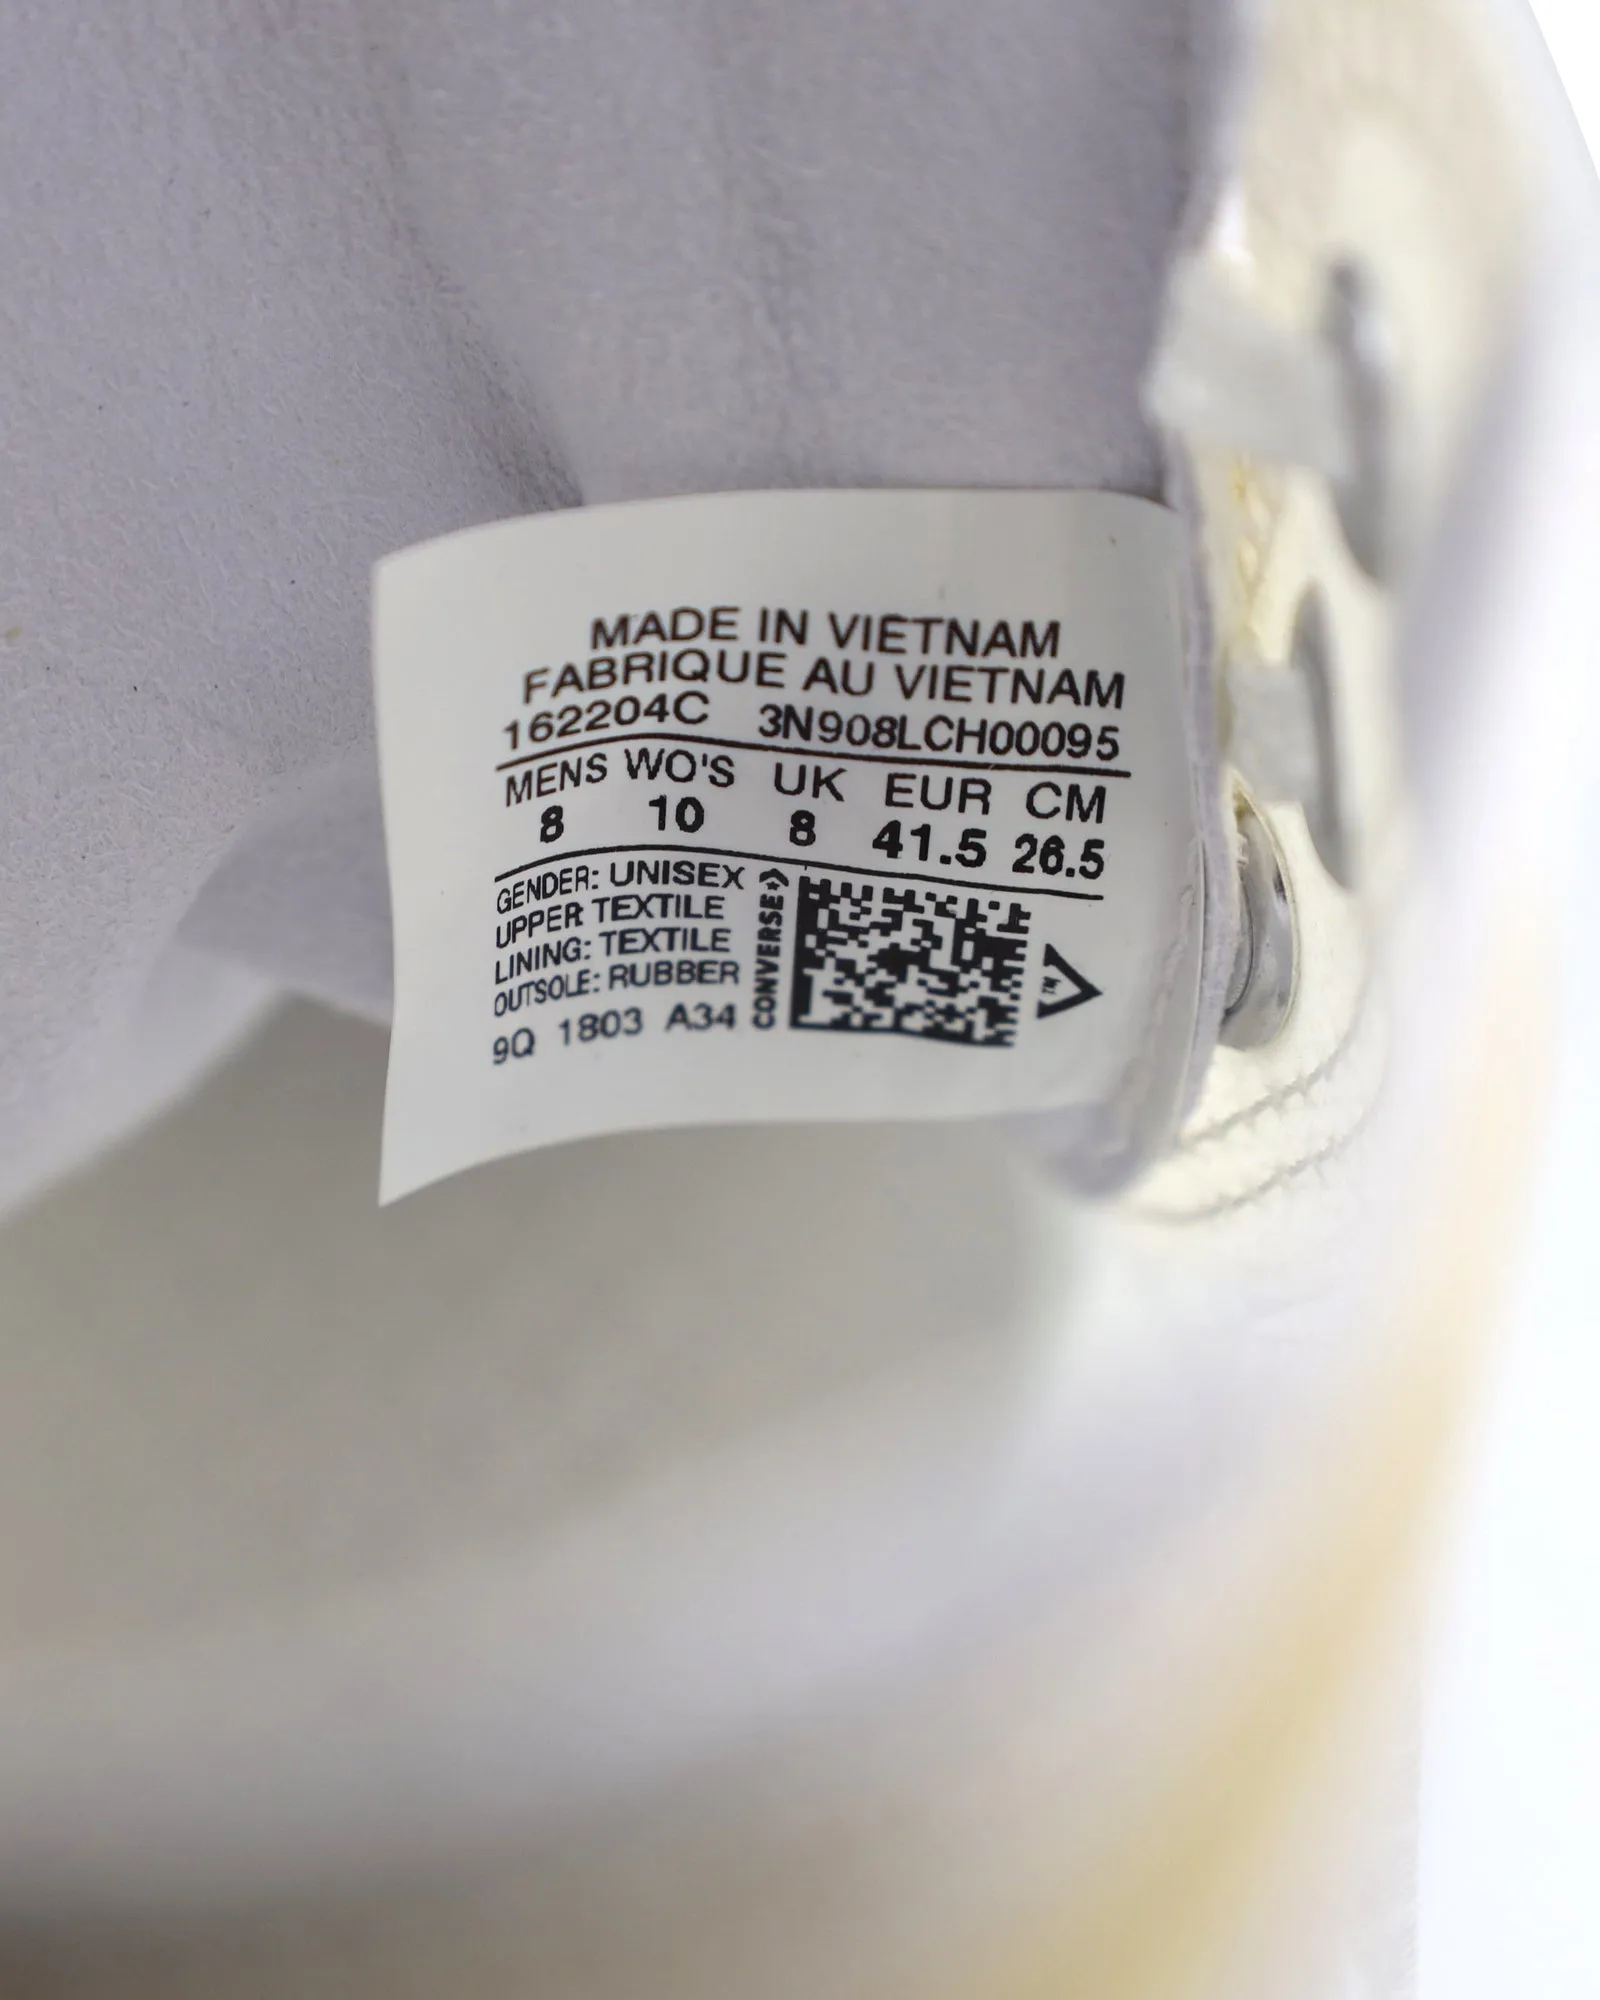 MADE IN VIETNAM
FABRIQUE AU VIETNAM
162204C 3N908LCH00095
MENS WO'S UK EUR CM
8 10 8 41.5 26.5
GENDER: UNISEX
UPPER TEXTILE
LINING: TEXTILE
OUTSOLE: RUBBER
9Q 1803 A34
CONVERSE
TM